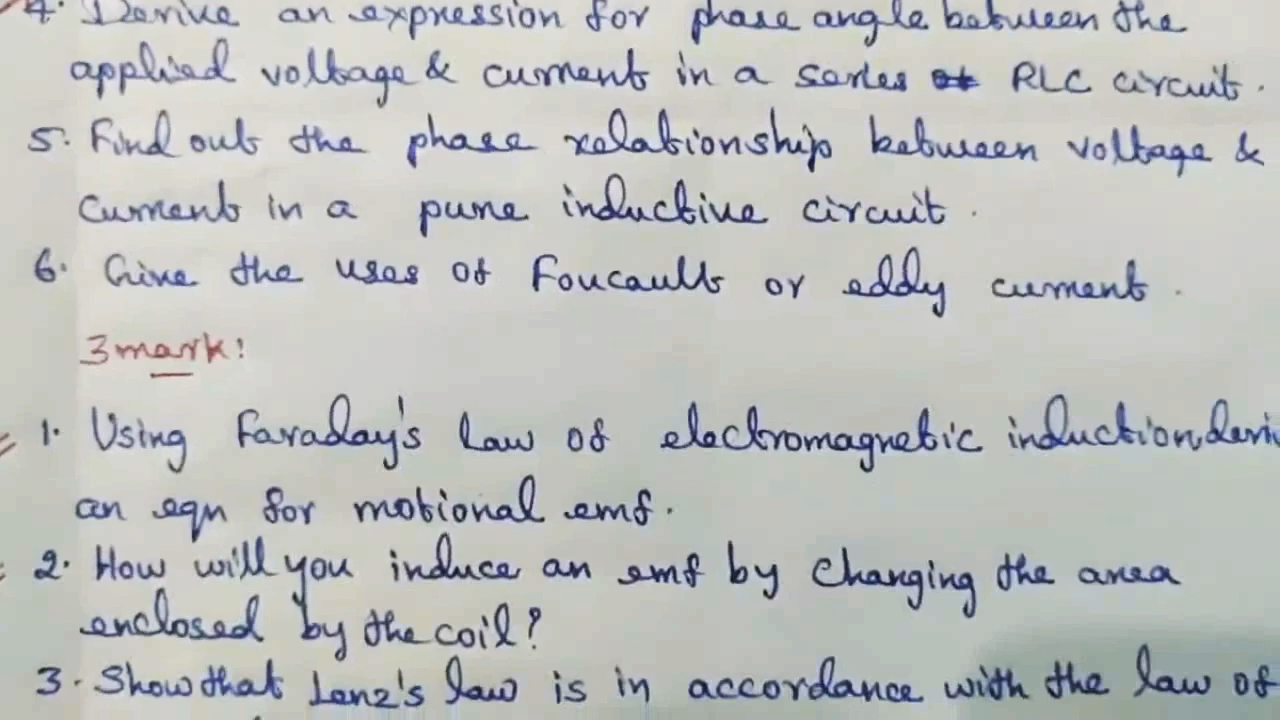 4. Derive an expression for phase angle between the
applied voltage & current in a series RLC circuit.
5. Find out the phase relationship between voltage &
current in a pure inductive circuit.
6. Give the uses of Foucault or eddy current.
3 mark:
1. Using Faraday's law of electromagnetic induction, deri
an eqn for motional emf.
2. How will you induce an emf by changing the area
enclosed by the coil?
3. Show that Lenz's law is in accordance with the law of